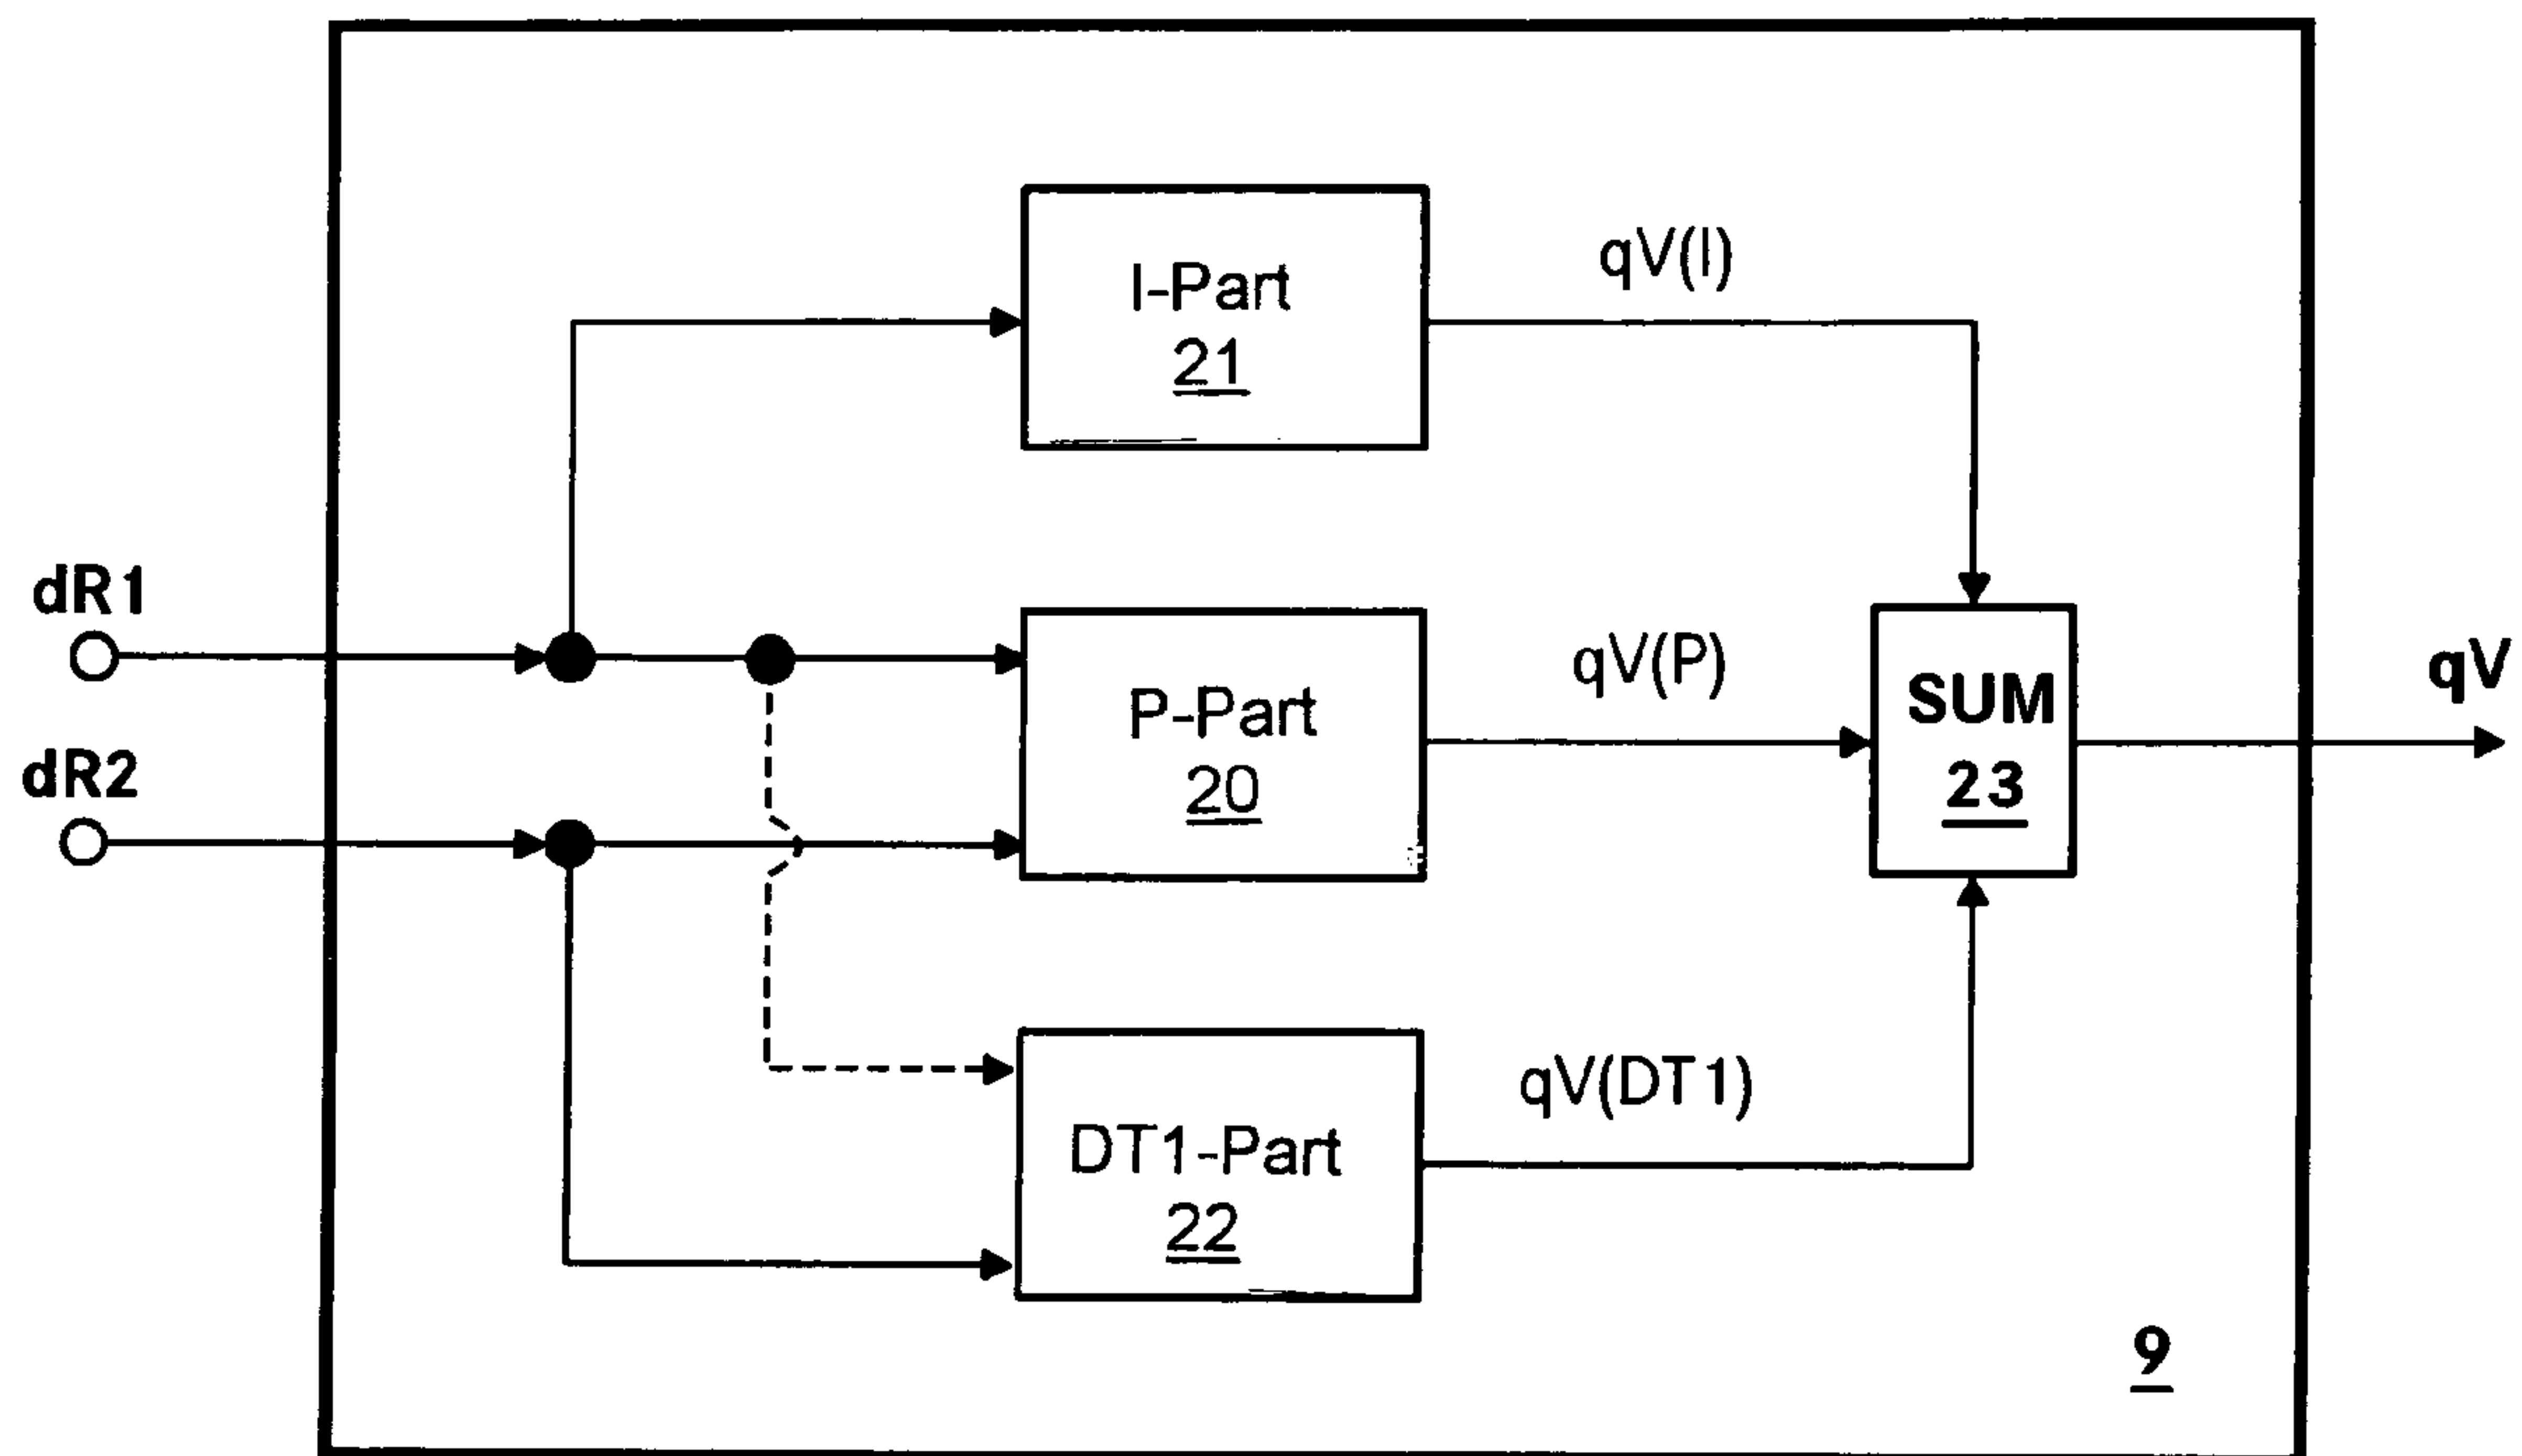 I-Part
21
qV(I)
dR1
dR2
P-Part
20
qV(P)
SUM
23
qV
DT1-Part
22
qV(DT1)
9